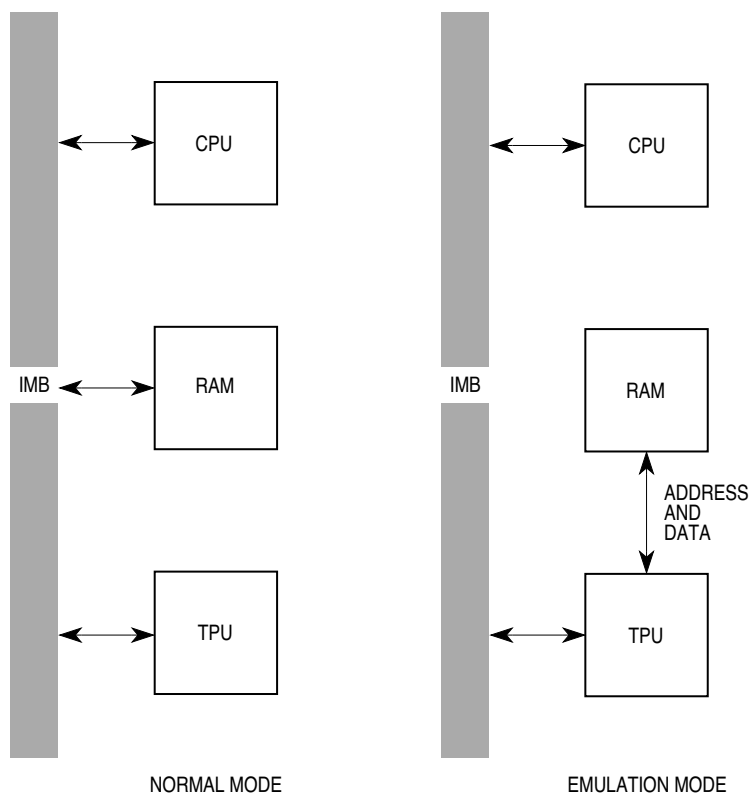 CPU
IMB
RAM
TPU
NORMAL MODE
CPU
IMB
RAM
ADDRESS
AND
DATA
TPU
EMULATION MODE